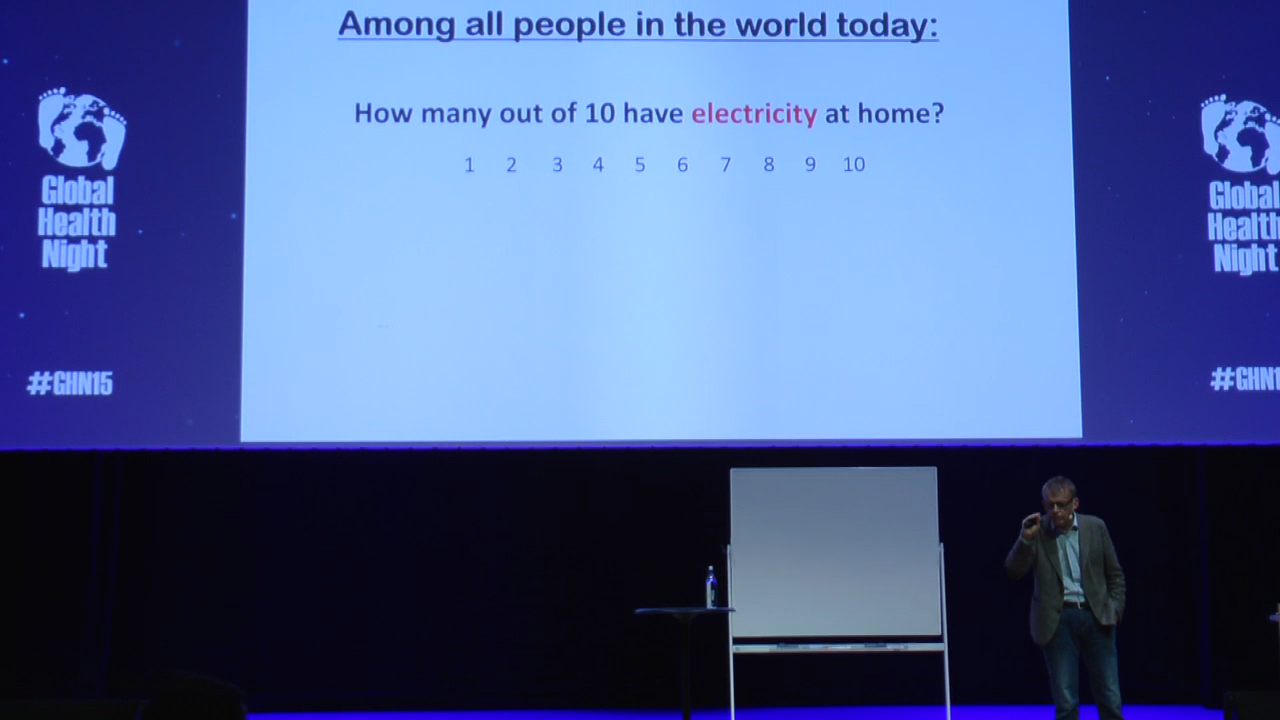 Among all people in the world today:
How many out of 10 have electricity at home?
1 2 3 4 5 6 7 8 9 10
Global
Health
Night
#GHN15
Global
Health
Night
#GHN1